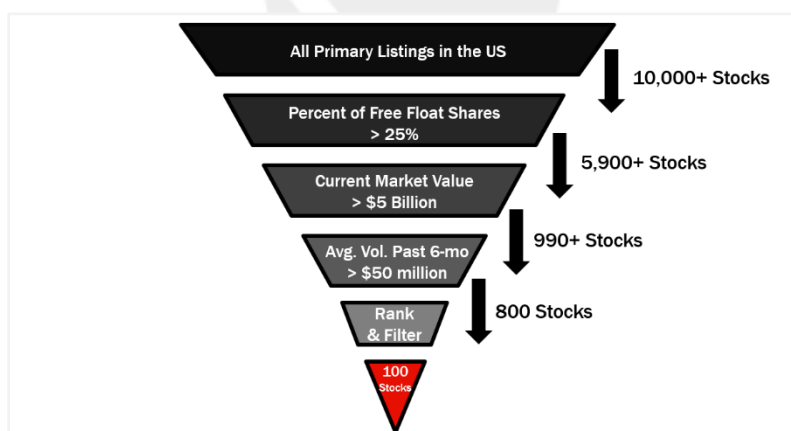 All Primary Listings in the US
10,000+ Stocks
Percent of Free Float Shares
> 25%
5,900+ Stocks
Current Market Value
> $5 Billion
990+ Stocks
Avg. Vol. Past 6-mo
> $50 million
800 Stocks
Rank
& Filter
100
Stocks